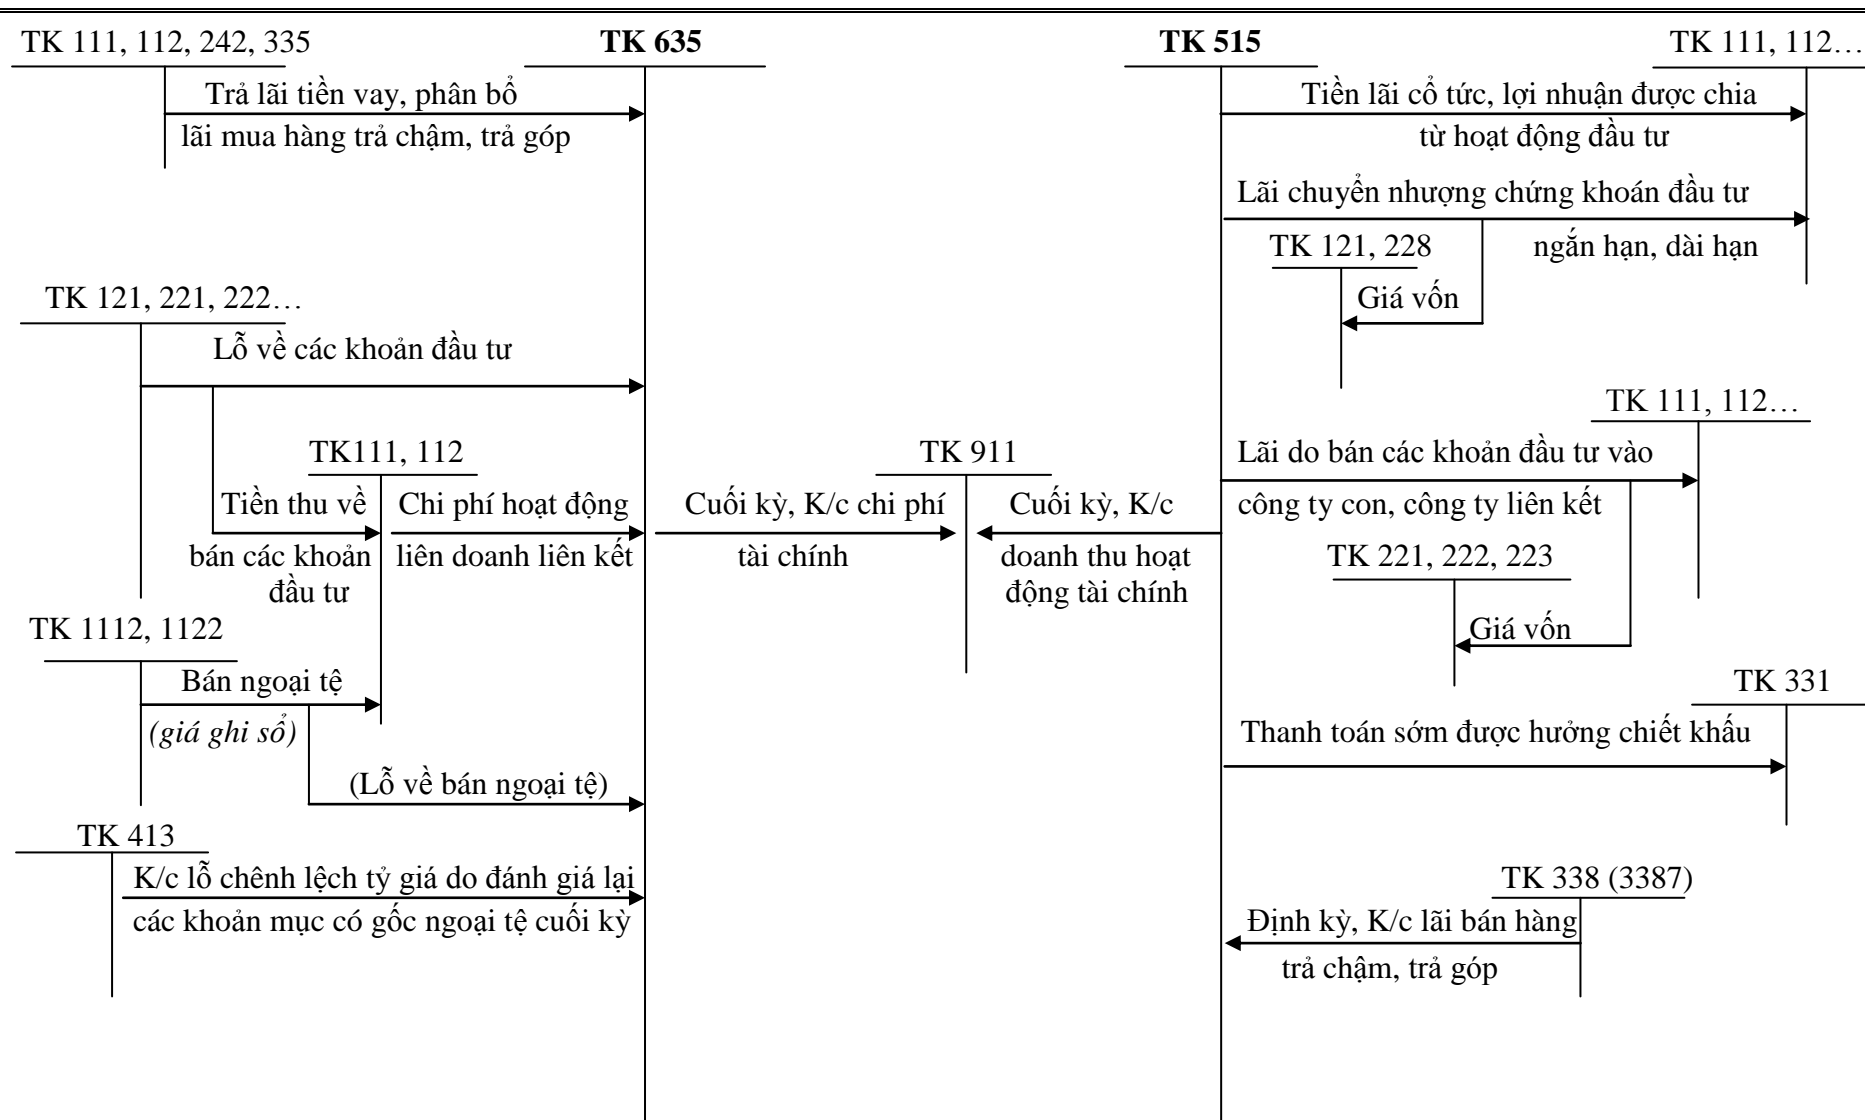 TK 111, 112, 242, 335
TK 635
TK 515
TK 111, 112…
Trả lãi tiền vay, phân bổ
lãi mua hàng trả chậm, trả góp
Tiền lãi cổ tức, lợi nhuận được chia
từ hoạt động đầu tư
Lãi chuyển nhượng chứng khoán đầu tư
ngắn hạn, dài hạn
TK 121, 228
Giá vốn
TK 121, 221, 222…
Lỗ về các khoản đầu tư
TK 111, 112…
TK111, 112
TK 911
Lãi do bán các khoản đầu tư vào
công ty con, công ty liên kết
Tiền thu về
bán các khoản
đầu tư
Chi phí hoạt động
liên doanh liên kết
Cuối kỳ, K/c chi phí
tài chính
Cuối kỳ, K/c
doanh thu hoạt
động tài chính
TK 221, 222, 223
Giá vốn
TK 1112, 1122
Bán ngoại tệ
(giá ghi sổ)
(Lỗ về bán ngoại tệ)
TK 331
Thanh toán sớm được hưởng chiết khấu
TK 413
K/c lỗ chênh lệch tỷ giá do đánh giá lại
các khoản mục có gốc ngoại tệ cuối kỳ
TK 338 (3387)
Định kỳ, K/c lãi bán hàng
trả chậm, trả góp